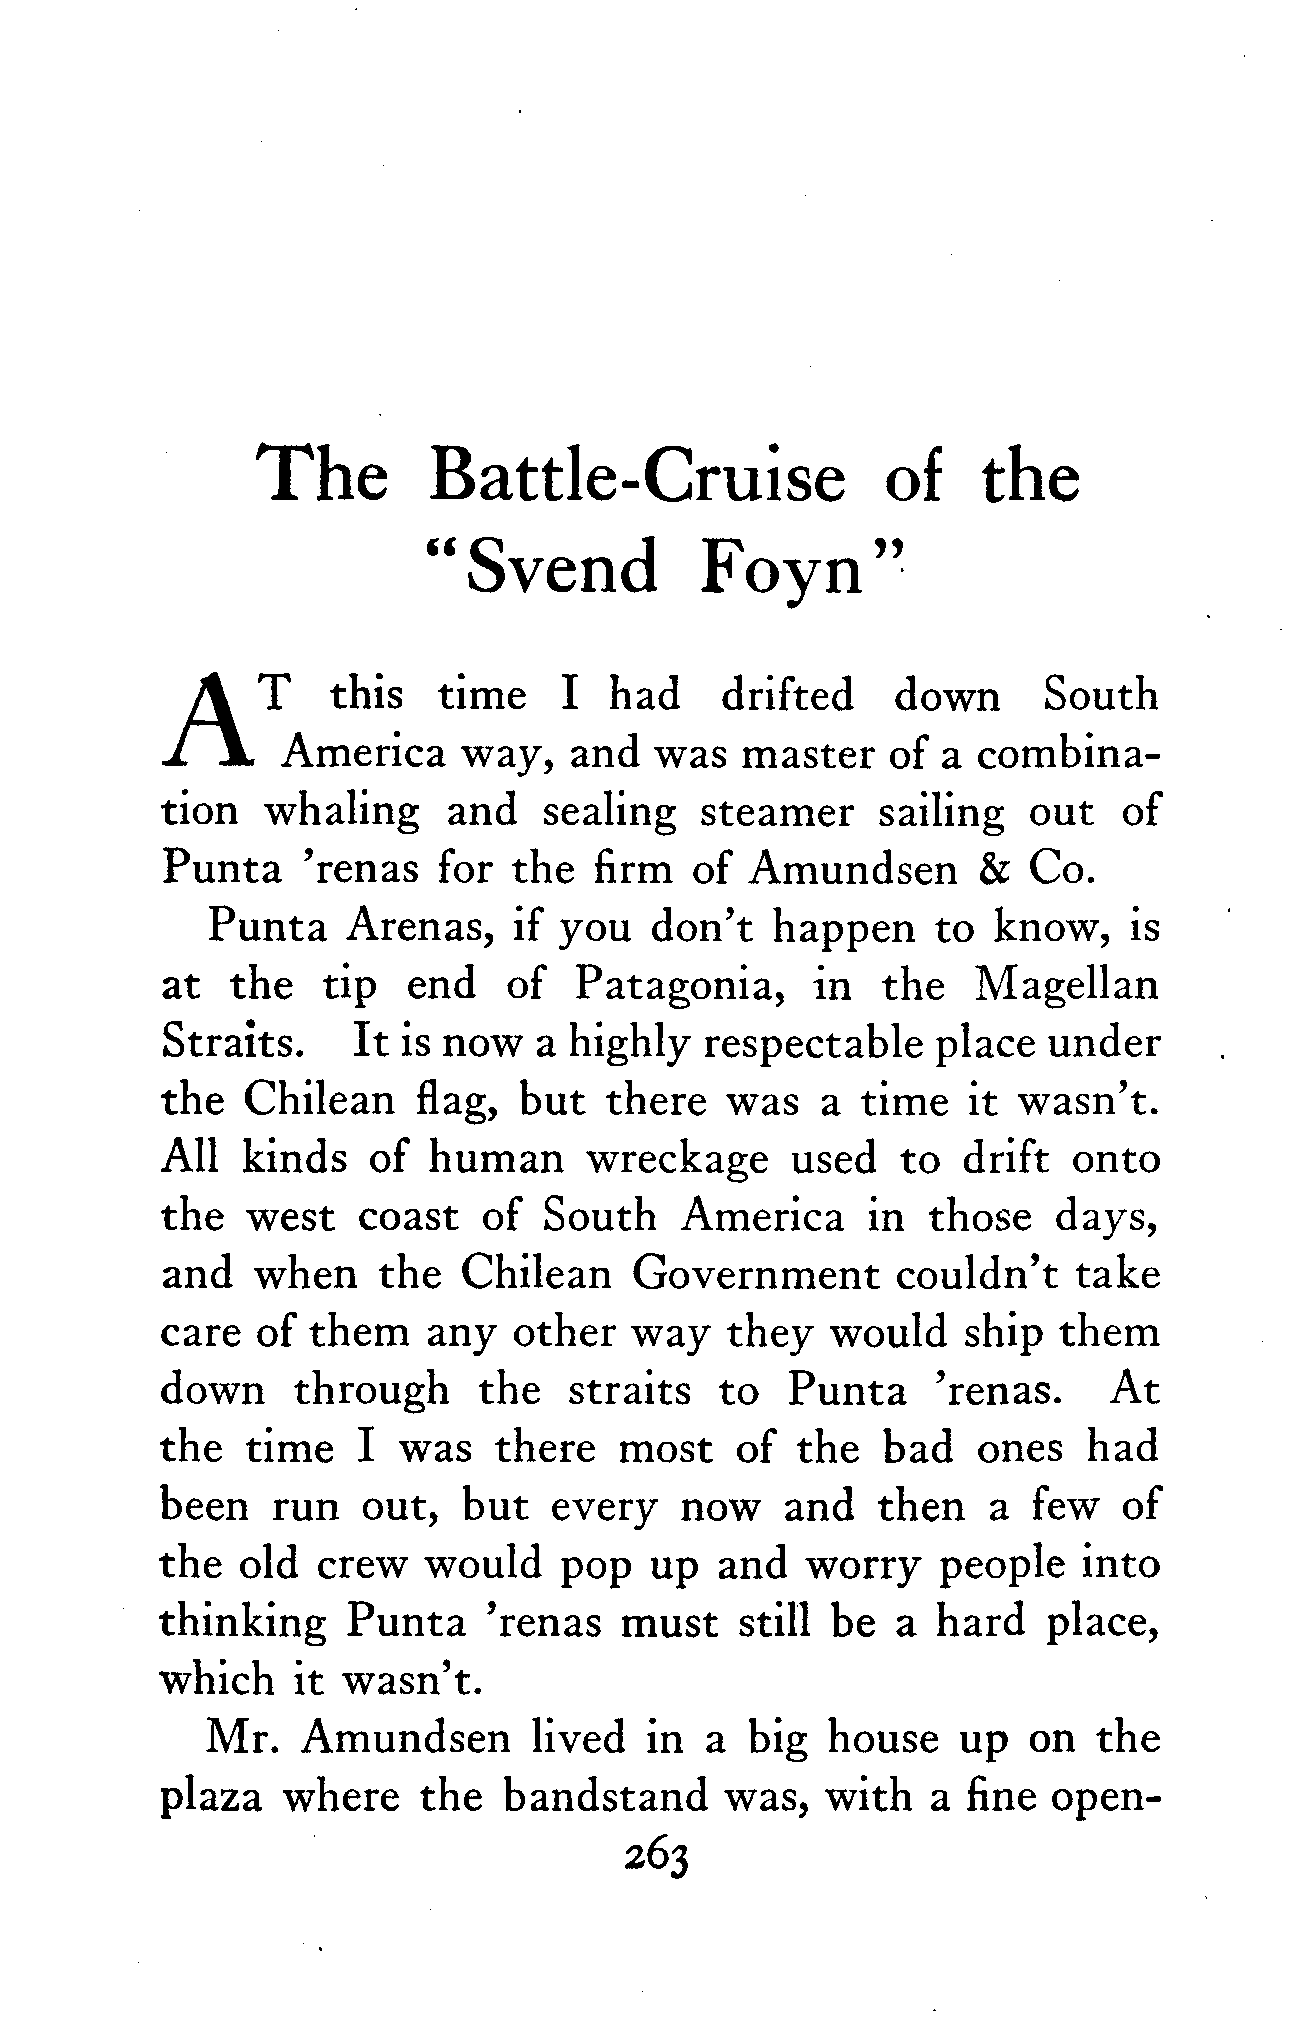 The Battle-Cruise of the
"Svend Foyn"
AT this time I had drifted down South
America way, and was master of a combina-
tion whaling and sealing steamer sailing out of
Punta 'renas for the firm of Amundsen & Co.
Punta Arenas, if you don't happen to know, is
at the tip end of Patagonia, in the Magellan
Straits. It is now a highly respectable place under
the Chilean flag, but there was a time it wasn't.
All kinds of human wreckage used to drift onto
the west coast of South America in those days,
and when the Chilean Government couldn't take
care of them any other way they would ship them
down through the straits to Punta 'renas. At
the time I was there most of the bad ones had
been run out, but every now and then a few of
the old crew would pop up and worry people into
thinking Punta 'renas must still be a hard place,
which it wasn't.
Mr. Amundsen lived in a big house up on the
plaza where the bandstand was, with a fine open-
263